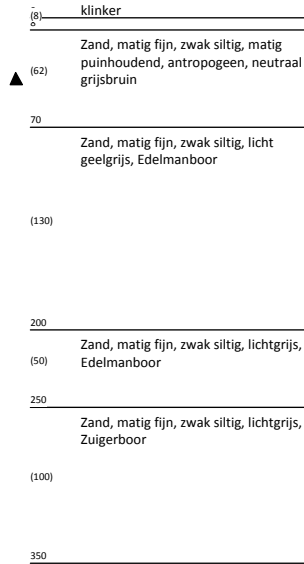 klinker
(8)
Zand, matig fijn, zwak siltig, matig
puinhoudend, antropogeen, neutraal
grijsbruin
(62)
70
Zand, matig fijn, zwak siltig, licht
geelgrijs, Edelmanboor
(130)
200
Zand, matig fijn, zwak siltig, lichtgrijs,
Edelmanboor
(50)
250
Zand, matig fijn, zwak siltig, lichtgrijs,
Zuigerboor
(100)
350